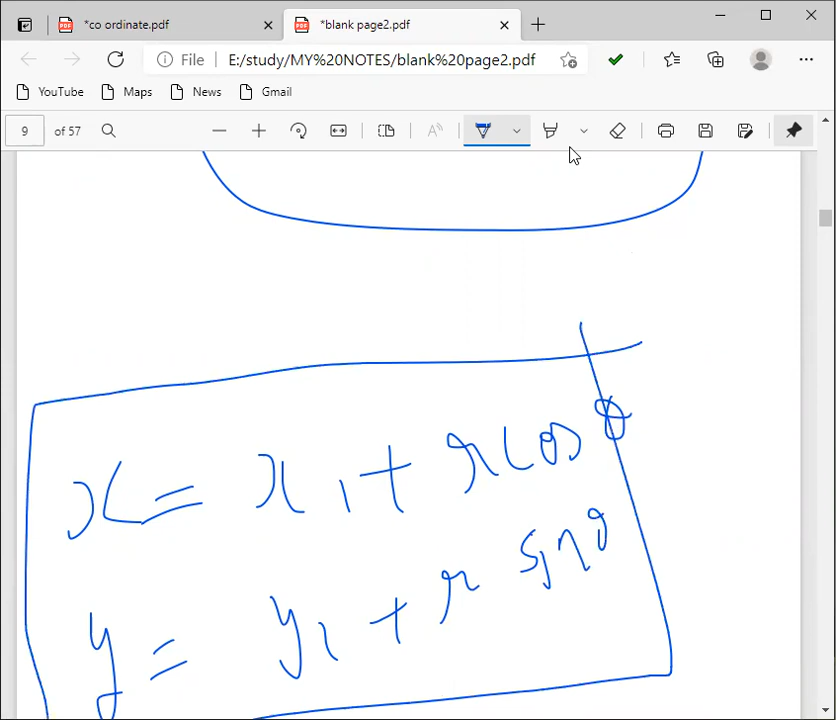 *co ordinate.pdf
*blank page2.pdf
File E:/study/MY%20NOTES/blank%20page2.pdf
YouTube Maps News Gmail
9 of 57
x = x₁ + r cos θ
y = y₁ + r sin θ